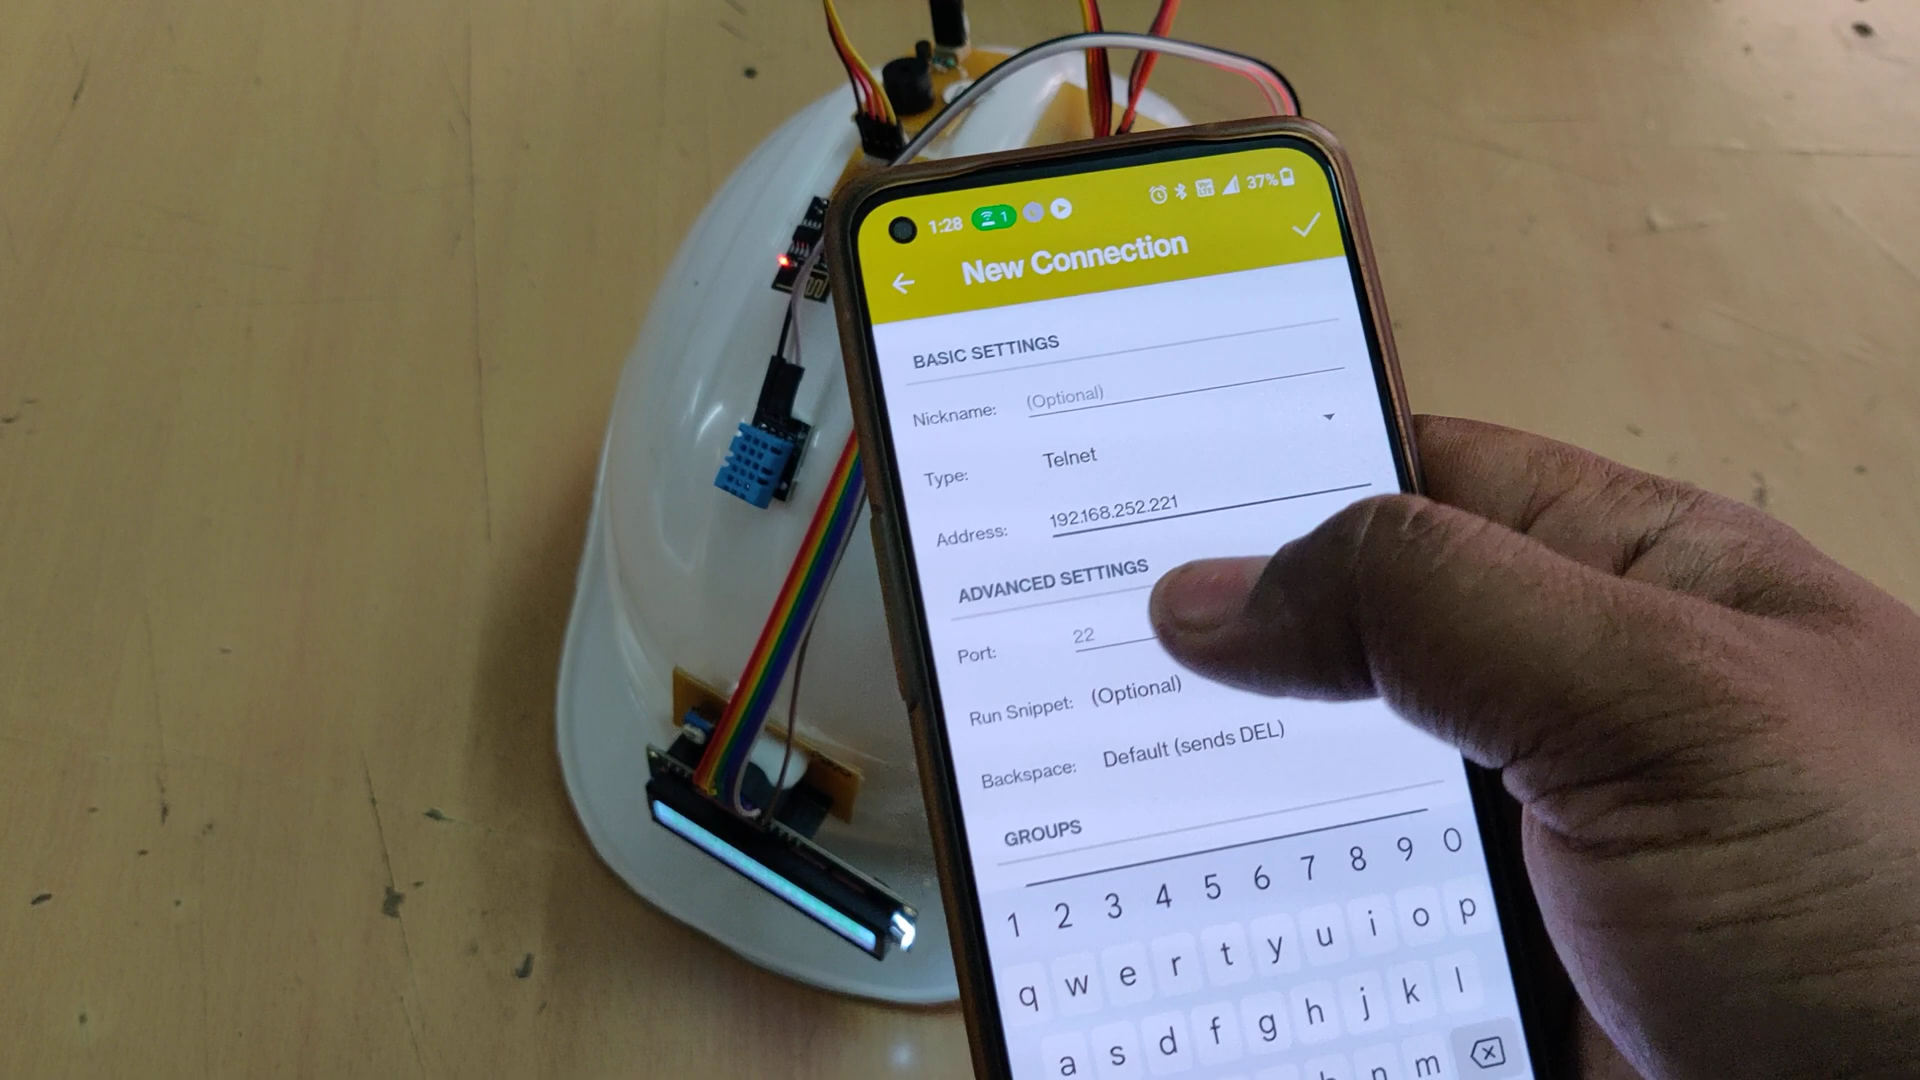 1:28 1 37%
New Connection
BASIC SETTINGS
Nickname: (Optional)
Type: Telnet
Address: 192.168.252.221
ADVANCED SETTINGS
Port: 22
Run Snippet: (Optional)
Backspace: Default (sends DEL)
GROUPS
1 2 3 4 5 6 7 8 9 0
q w e r t y u i o p
a s d f g h j k l
n m